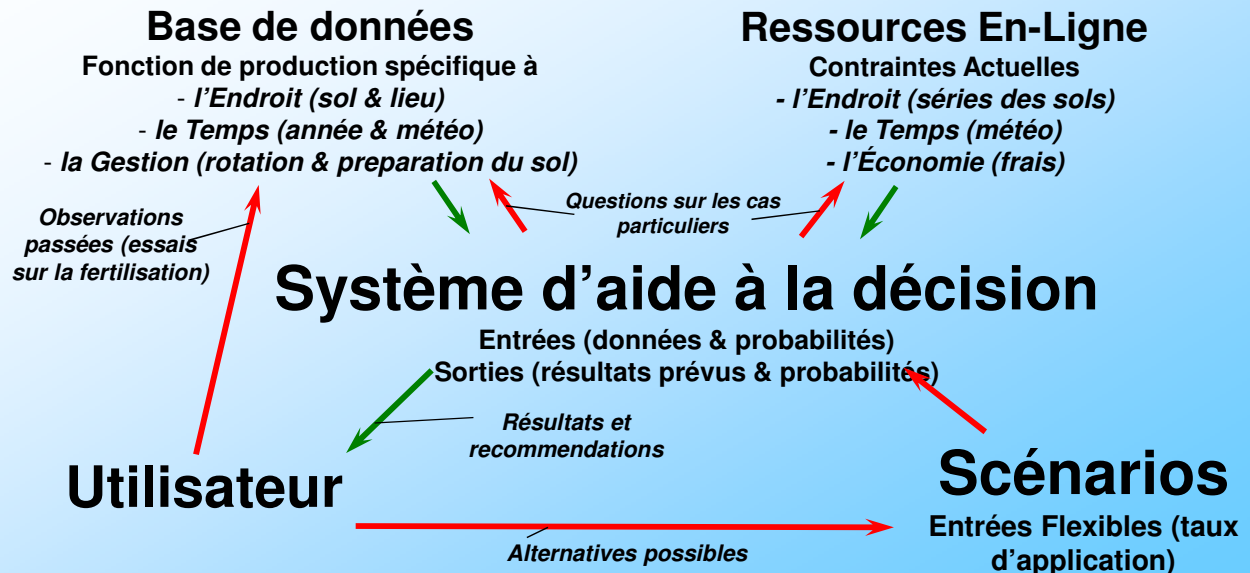 Base de données
Fonction de production spécifique à
- l'Endroit (sol & lieu)
- le Temps (année & météo)
- la Gestion (rotation & preparation du sol)
Ressources En-Ligne
Contraintes Actuelles
- l'Endroit (séries des sols)
- le Temps (météo)
- l'Économie (frais)
Observations
passées (essais
sur la fertilisation)
Questions sur les cas
particuliers
Système d'aide à la décision
Entrées (données & probabilités)
Sorties (résultats prévus & probabilités)
Résultats et
recommendations
Utilisateur
Scénarios
Entrées Flexibles (taux
d'application)
Alternatives possibles